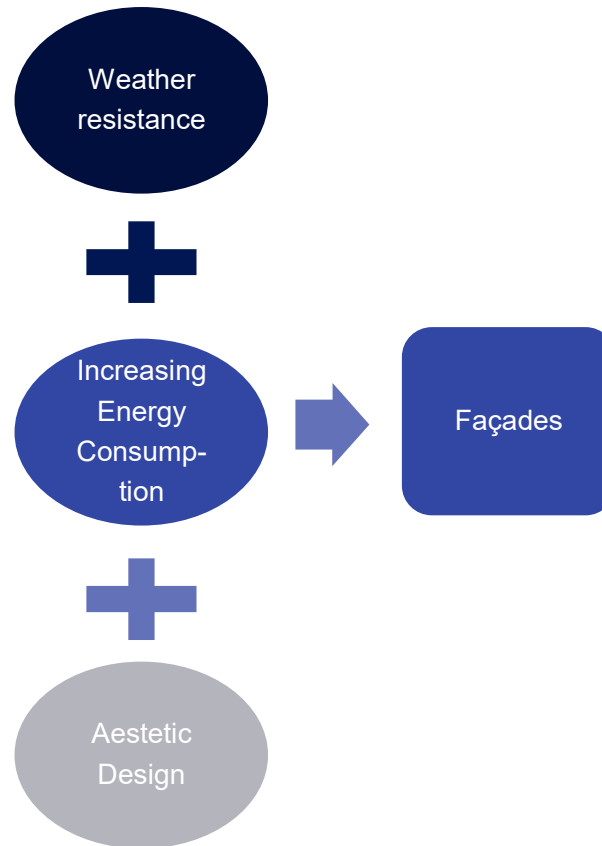 Weather
resistance
Increasing
Energy
Consump-
tion
Façades
Aestetic
Design